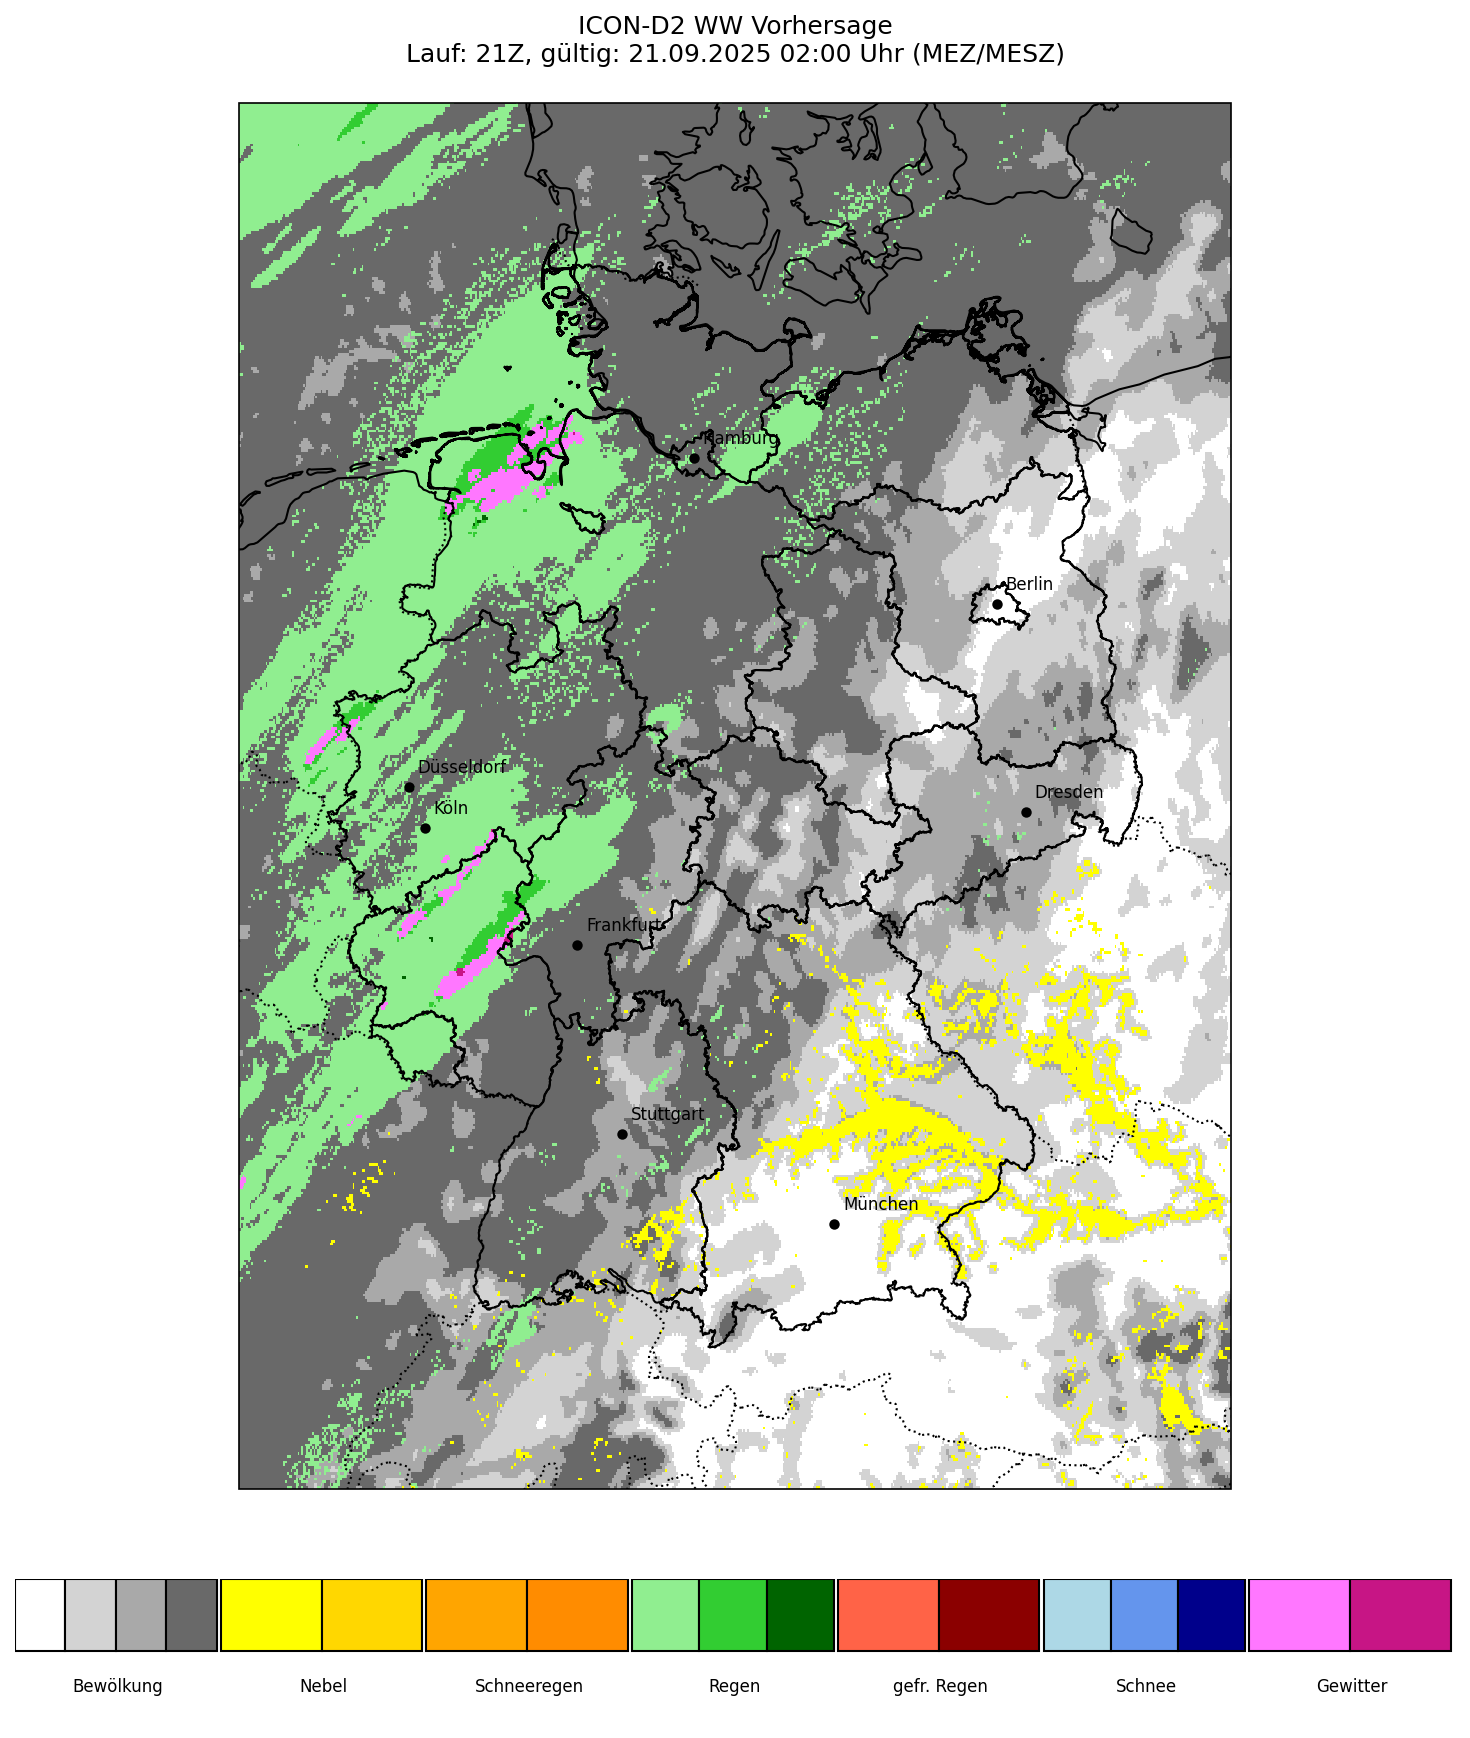 ICON-D2 WW Vorhersage
Lauf: 21Z, gültig: 21.09.2025 02:00 Uhr (MEZ/MESZ)
Hamburg
Berlin
Düsseldorf
Dresden
Köln
Frankfurt
Stuttgart
München
Bewölkung
Nebel
Schneeregen
Regen
gefr. Regen
Schnee
Gewitter